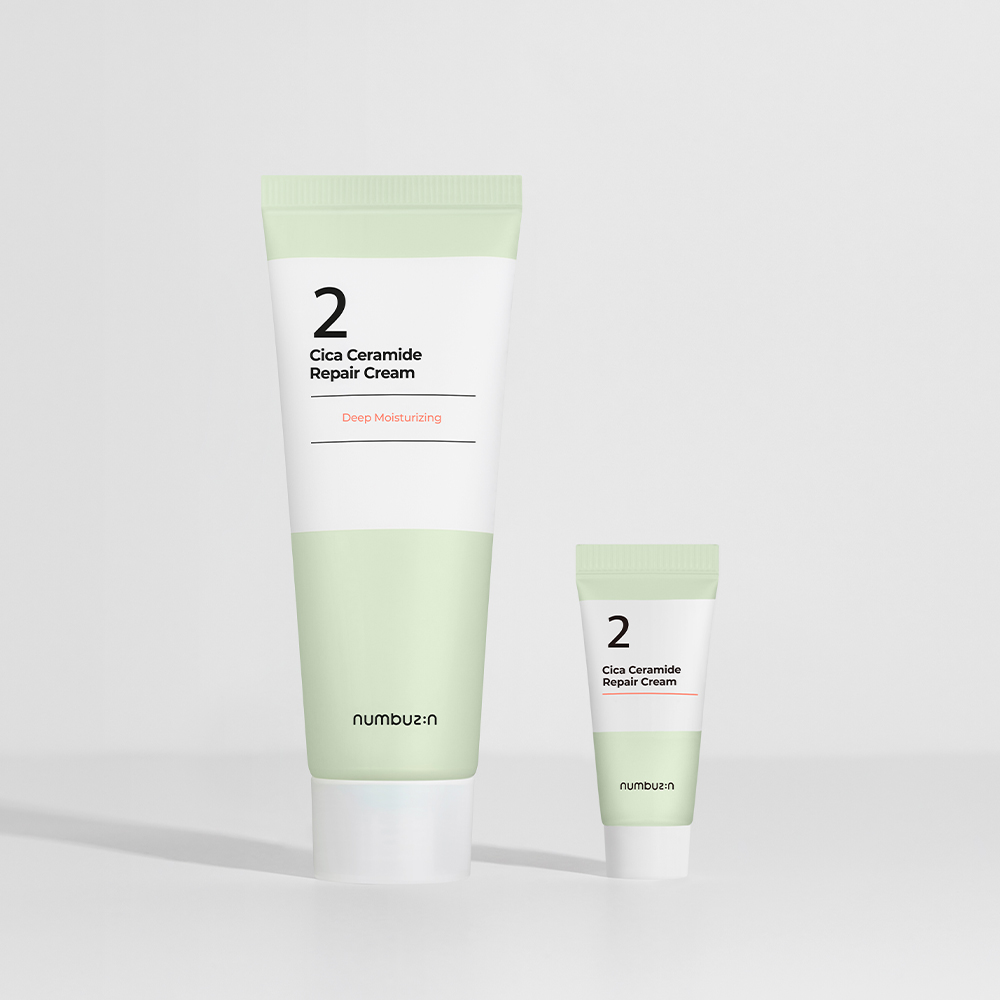 2
Cica Ceramide
Repair Cream
Deep Moisturizing
numbuz:n
2
Cica Ceramide
Repair Cream
numbuz:n